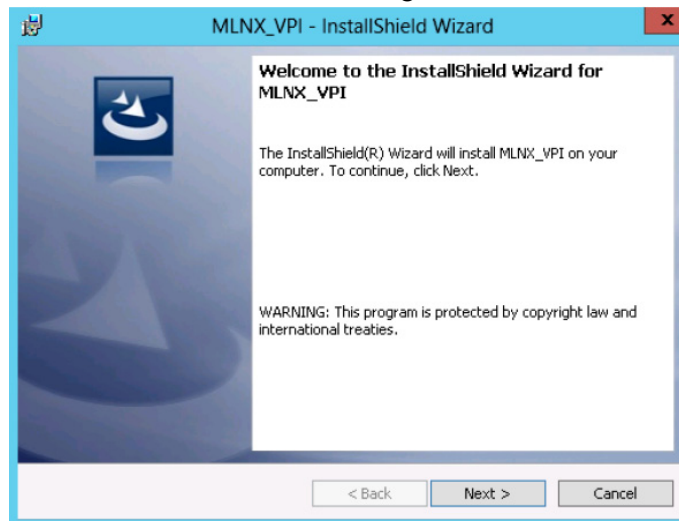 MLNX_VPI - InstallShield Wizard
x
Welcome to the InstallShield Wizard for
MLNX_VPI
The InstallShield(R) Wizard will install MLNX_VPI on your
computer. To continue, click Next.
WARNING: This program is protected by copyright law and
international treaties.
< Back Next > Cancel